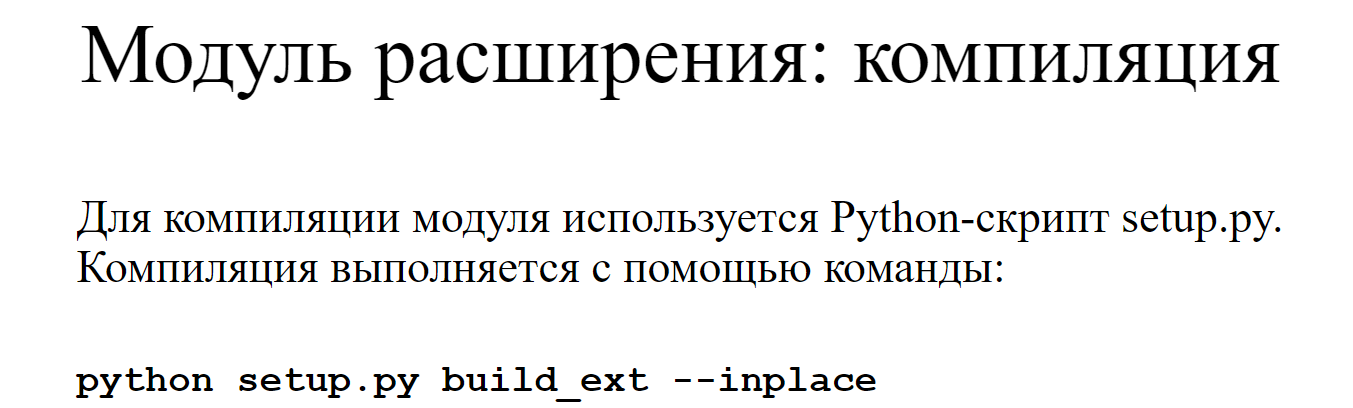 Модуль расширения: компиляция
Для компиляции модуля используется Python-скрипт setup.py.
Компиляция выполняется с помощью команды:
python setup.py build_ext --inplace